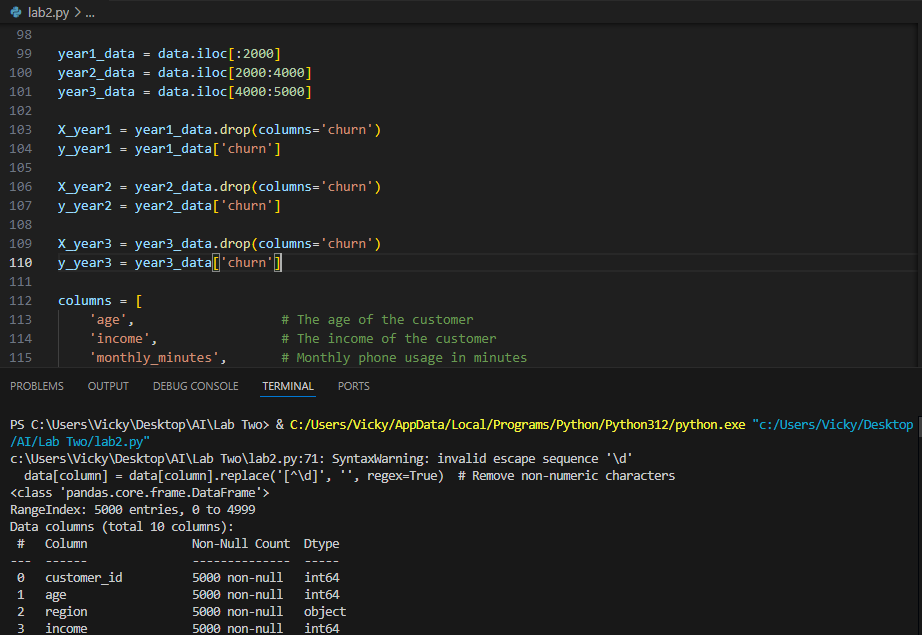 lab2.py > ...
98
99 year1_data = data.iloc[:2000]
100 year2_data = data.iloc[2000:4000]
101 year3_data = data.iloc[4000:5000]
102
103 X_year1 = year1_data.drop(columns='churn')
104 y_year1 = year1_data['churn']
105
106 X_year2 = year2_data.drop(columns='churn')
107 y_year2 = year2_data['churn']
108
109 X_year3 = year3_data.drop(columns='churn')
110 y_year3 = year3_data['churn']
111
112 columns = [
113     'age',                   # The age of the customer
114     'income',                # The income of the customer
115     'monthly_minutes',       # Monthly phone usage in minutes
PROBLEMS OUTPUT DEBUG CONSOLE TERMINAL PORTS
PS C:\Users\Vicky\Desktop\AI\Lab Two> & C:/Users/Vicky/AppData/Local/Programs/Python/Python312/python.exe "c:/Users/Vicky/Desktop
/AI/Lab Two/lab2.py"
c:\Users\Vicky\Desktop\AI\Lab Two\lab2.py:71: SyntaxWarning: invalid escape sequence '\d'
  data[column] = data[column].replace('[^\d]', '', regex=True)  # Remove non-numeric characters
<class 'pandas.core.frame.DataFrame'>
RangeIndex: 5000 entries, 0 to 4999
Data columns (total 10 columns):
 #   Column             Non-Null Count  Dtype
---  ------             --------------  -----
 0   customer_id        5000 non-null   int64
 1   age                5000 non-null   int64
 2   region             5000 non-null   object
 3   income             5000 non-null   int64